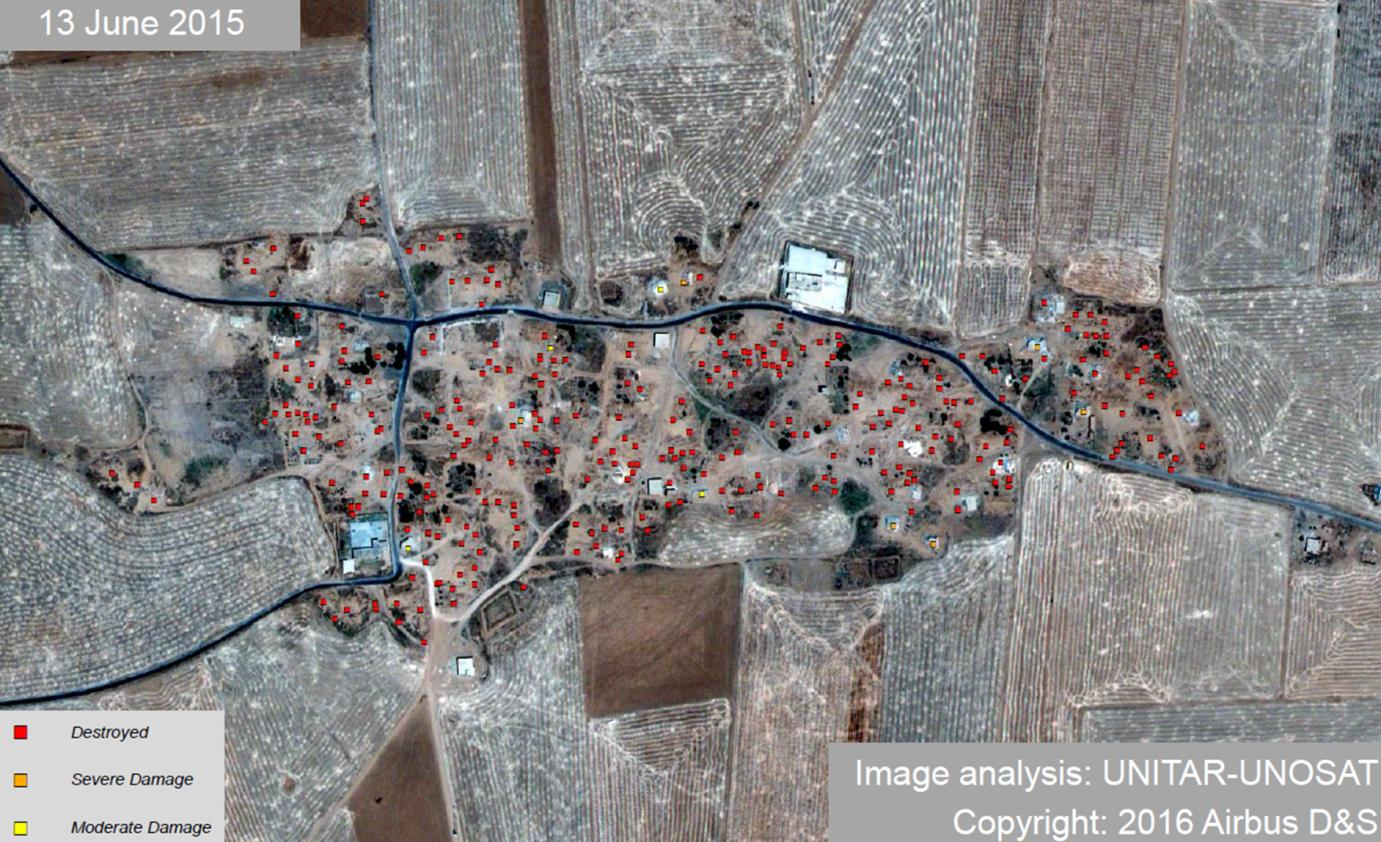 13 June 2015
Destroyed
Severe Damage
Moderate Damage
Image analysis: UNITAR-UNOSAT
Copyright: 2016 Airbus D&S